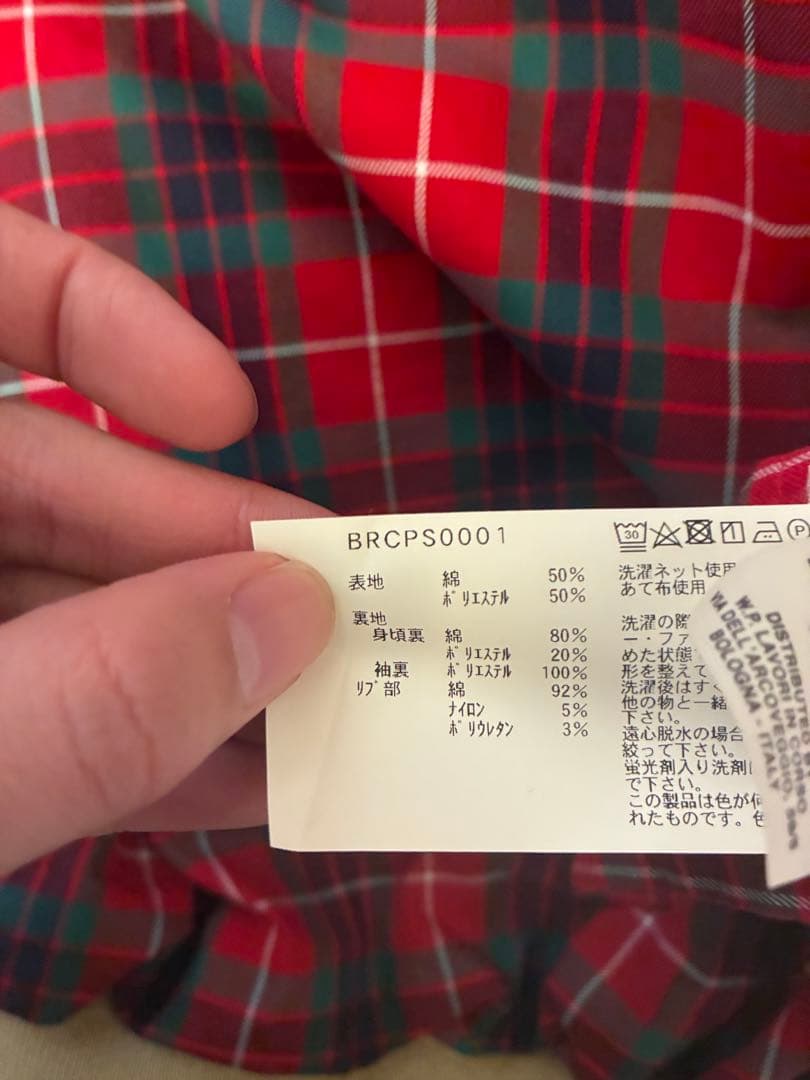 BRCPS0001
表地 綿 50%
ポリエステル 50%
裏地
身頃裏 綿 80%
ポリエステル 20%
袖裏 ポリエステル 100%
リブ部 綿 92%
ナイロン 5%
ポリウレタン 3%
30
P
洗濯ネット使用
あて布使用
洗濯の際
ー・ファ
めた状態
形を整えて
洗濯後はすぐ
他の物と一緒
下さい。
遠心脱水の場合
絞って下さい。
蛍光剤入り洗剤
で下さい。
この製品は色が
れたものです。色
DISTRIBU
W.P. LAVORI IN CORSO
VIA DELL'ARCOVEGGIO, 59/5
BOLOGNA - ITALY